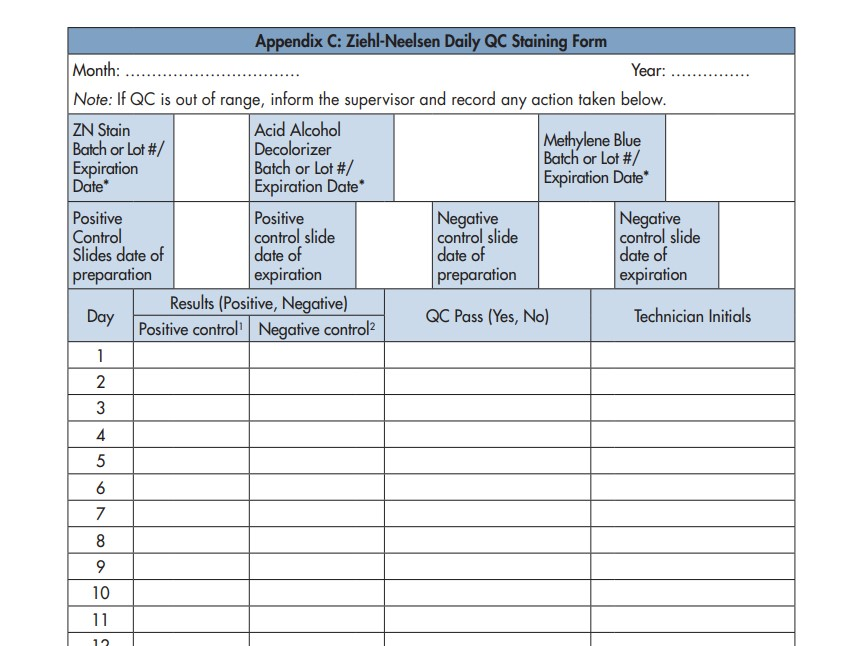 Appendix C: Ziehl-Neelsen Daily QC Staining Form
Month: ................................ Year: ...............
Note: If QC is out of range, inform the supervisor and record any action taken below.
ZN Stain
Batch or Lot #/
Expiration
Date*
Acid Alcohol
Decolorizer
Batch or Lot #/
Expiration Date*
Methylene Blue
Batch or Lot #/
Expiration Date*
Positive
Control
Slides date of
preparation
Positive
control slide
date of
expiration
Negative
control slide
date of
preparation
Negative
control slide
date of
expiration
Day
Results (Positive, Negative)
Positive control¹
Negative control²
QC Pass (Yes, No)
Technician Initials
1
2
3
4
5
6
7
8
9
10
11
12